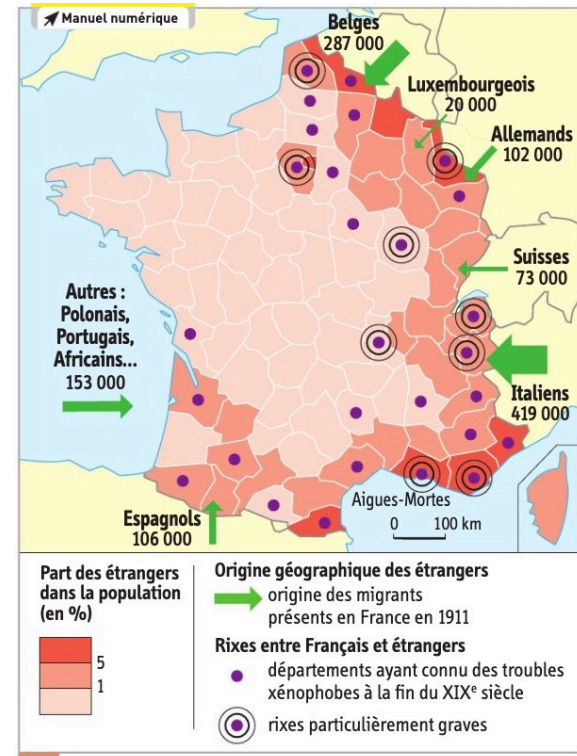 Manuel numérique
Belges
287 000
Luxembourgeois
20 000
Allemands
102 000
Suisses
73 000
Autres :
Polonais,
Portugais,
Africains...
153 000
Italiens
419 000
Aigues-Mortes
0 100 km
Espagnols
106 000
Part des étrangers
dans la population
(en %)
5
1
Origine géographique des étrangers
origine des migrants
présents en France en 1911
Rixes entre Français et étrangers
départements ayant connu des troubles
xénophobes à la fin du XIXe siècle
rixes particulièrement graves